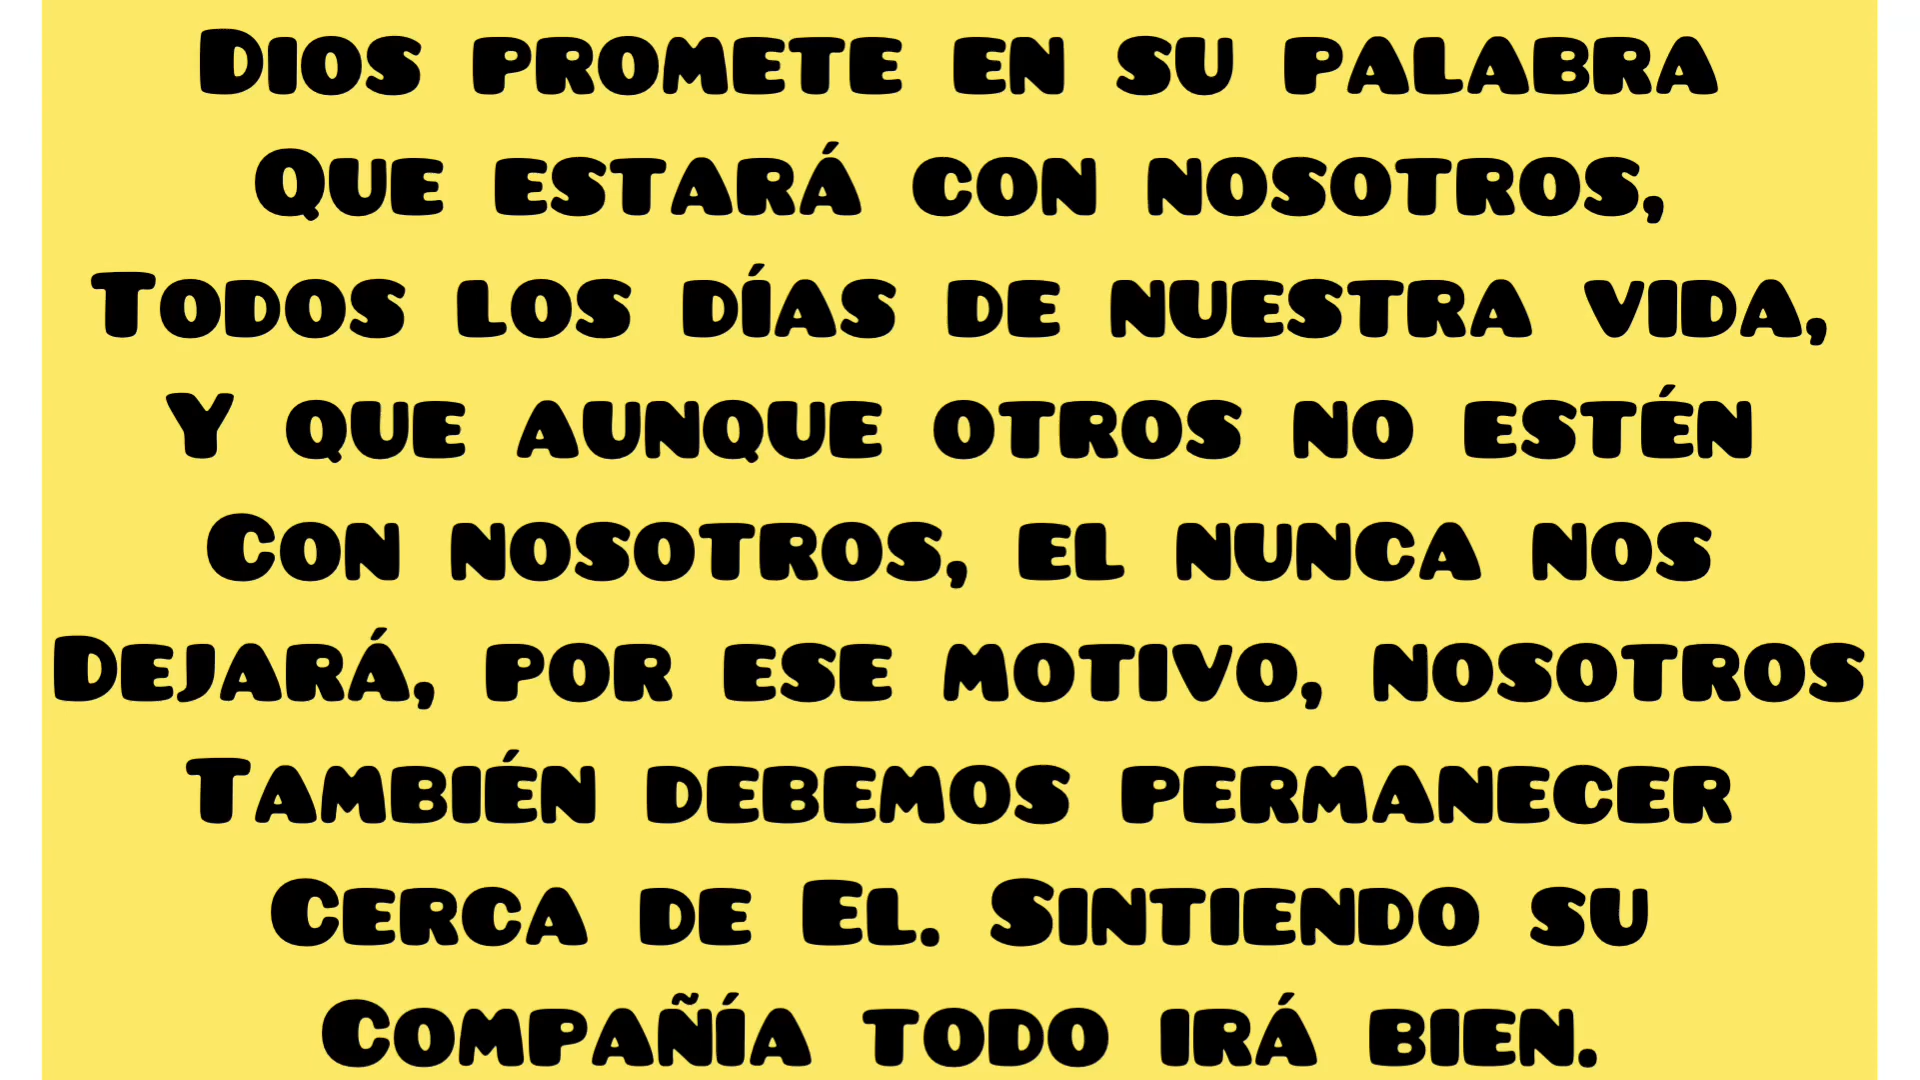 Dios promete en su palabra
Que estará con nosotros,
Todos los días de nuestra vida,
Y que aunque otros no estén
Con nosotros, el nunca nos
Dejará, por ese motivo, nosotros
También debemos permanecer
Cerca de El. Sintiendo su
Compañía todo irá bien.